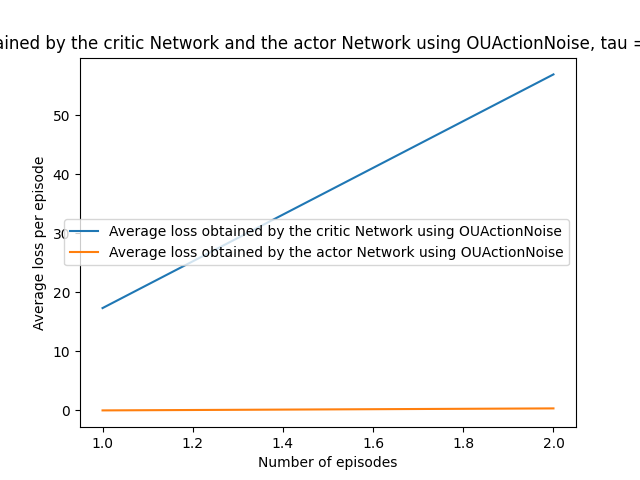 ained by the critic Network and the actor Network using OUActionNoise, tau =
Average loss per episode
50
40
30
20
10
0
Average loss obtained by the critic Network using OUActionNoise
Average loss obtained by the actor Network using OUActionNoise
1.0 1.2 1.4 1.6 1.8 2.0
Number of episodes